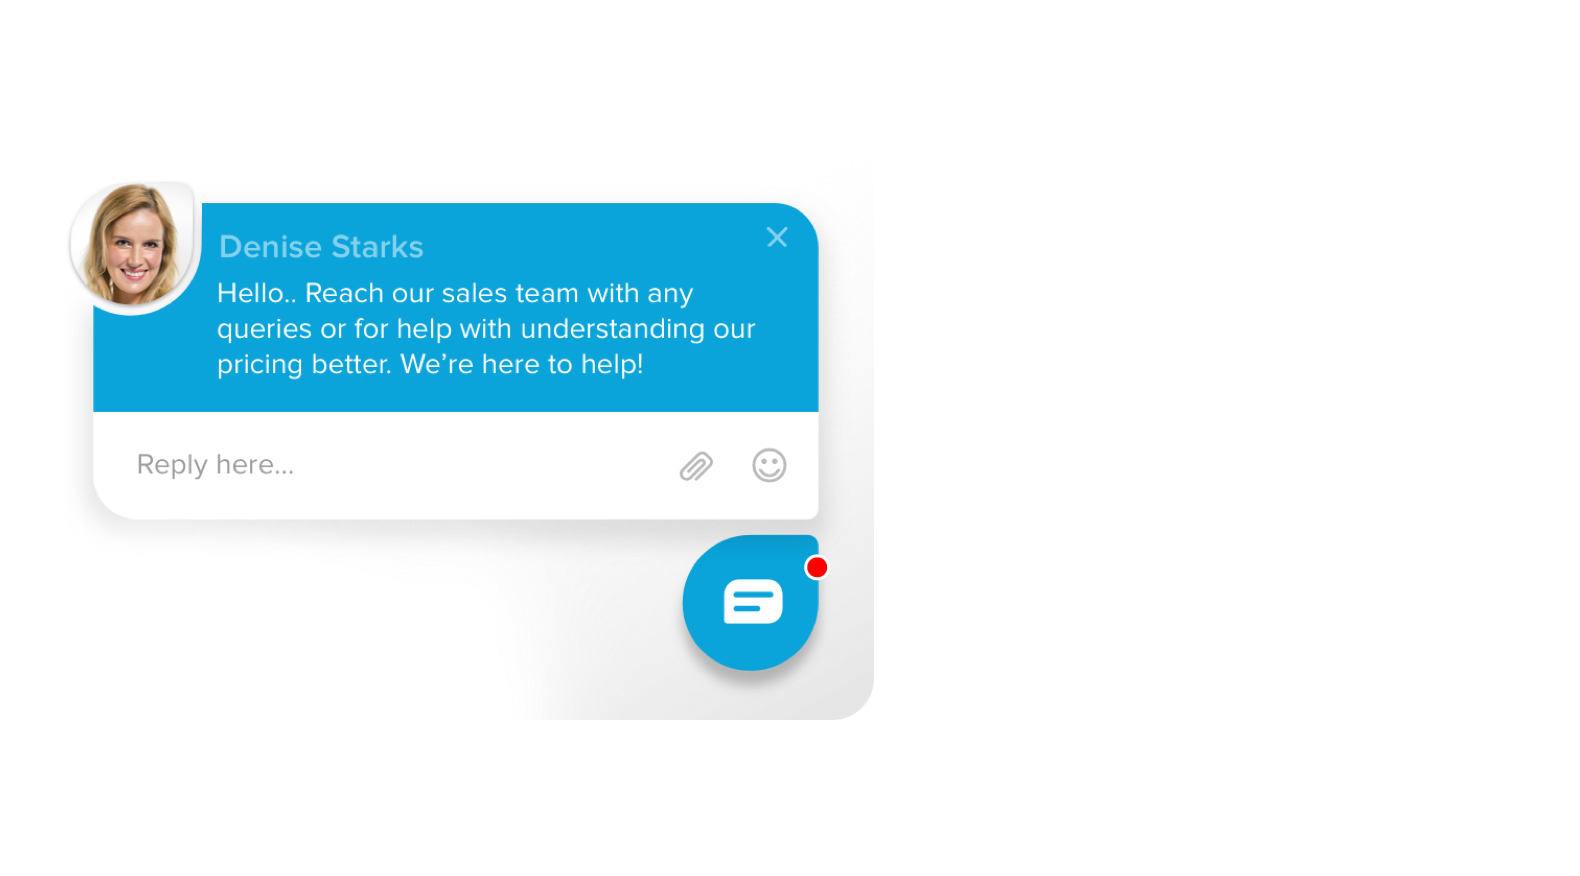 Denise Starks
Hello.. Reach our sales team with any
queries or for help with understanding our
pricing better. We’re here to help!
Reply here...